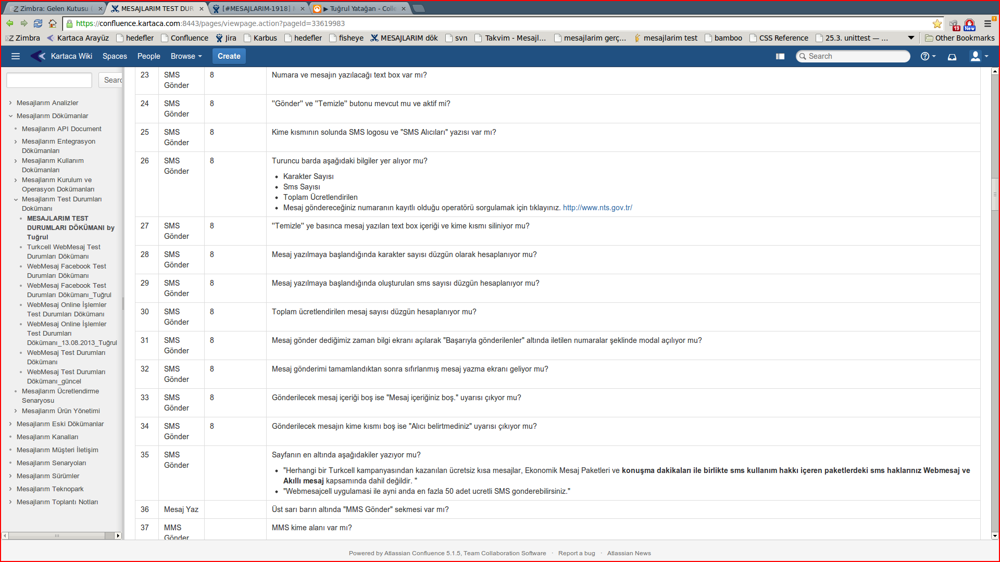 Zimbra: Gelen Kutusu (
MESAJLARIM TEST DUR
[#MESAJLARIM-1918]
▶ Tuğrul Yatağan - Colle
https://confluence.kartaca.com:8443/pages/viewpage.action?pageId=33619983
19
New
Zimbra
Kartaca Arayüz
hedefler
Confluence
Jira
Karbus
hedefler
fisheye
MESAJLARIM dök
svn
Takvim - Mesajl...
mesajlarim gerç...
mesajlarim test
bamboo
CSS Reference
25.3. unittest — ...
Other Bookmarks
Kartaca Wiki
Spaces
People
Browse
Create
Search
Searc
Mesajlarım Analizler
Mesajlarım Dökümanlar
Mesajlarım API Document
Mesajlarım Entegrasyon
Dökümanları
Mesajlarım Kullanım
Dokümanları
Mesajlarım Kurulum ve
Operasyon Dokümanları
Mesajlarım Test Durumları
Dokümanı
MESAJLARIM TEST
DURUMLARI DÖKÜMANI by
Tuğrul
Turkcell WebMesaj Test
Durumları Dökümanı
WebMesaj Facebook Test
Durumları Dökümanı
WebMesaj Facebook Test
Durumları Dökümanı_Tuğrul
WebMesaj Online İşlemler
Test Durumları Dökümanı
WebMesaj Online İşlemler
Test Durumları
Dökümanı_13.08.2013_Tuğrul
WebMesaj Test Durumları
Dökümanı
WebMesaj Test Durumları
Dökümanı_güncel
Mesajlarım Ücretlendirme
Senaryosu
Mesajlarım Ürün Yönetimi
Mesajlarım Eski Dökümanlar
Mesajlarım Kanalları
Mesajlarım Müşteri İletişim
Mesajlarım Senaryoları
Mesajlarım Sürümler
Mesajlarım Teknopark
Mesajlarım Toplantı Notları
23 SMS Gönder 8 Numara ve mesajın yazılacağı text box var mı?
24 SMS Gönder 8 "Gönder" ve "Temizle" butonu mevcut mu ve aktif mi?
25 SMS Gönder 8 Kime kısmının solunda SMS logosu ve "SMS Alıcıları" yazısı var mı?
26 SMS Gönder 8 Turuncu barda aşağıdaki bilgiler yer alıyor mu?
• Karakter Sayısı
• Sms Sayısı
• Toplam Ücretlendirilen
• Mesaj göndereceğiniz numaranın kayıtlı olduğu operatörü sorgulamak için tıklayınız. http://www.nts.gov.tr/
27 SMS Gönder 8 "Temizle" ye basınca mesaj yazılan text box içeriği ve kime kısmı siliniyor mu?
28 SMS Gönder 8 Mesaj yazılmaya başlandığında karakter sayısı düzgün olarak hesaplanıyor mu?
29 SMS Gönder 8 Mesaj yazılmaya başlandığında oluşturulan sms sayısı düzgün hesaplanıyor mu?
30 SMS Gönder 8 Toplam ücretlendirilen mesaj sayısı düzgün hesaplanıyor mu?
31 SMS Gönder 8 Mesaj gönder dediğimiz zaman bilgi ekranı açılarak "Başarıyla gönderilenler" altında iletilen numaralar şeklinde modal açılıyor mu?
32 SMS Gönder 8 Mesaj gönderimi tamamlandıktan sonra sıfırlanmış mesaj yazma ekranı geliyor mu?
33 SMS Gönder 8 Gönderilecek mesaj içeriği boş ise "Mesaj içeriğiniz boş." uyarısı çıkyor mu?
34 SMS Gönder 8 Gönderilecek mesajın kime kısmı boş ise "Alıcı belirtmediniz" uyarısı çıkıyor mu?
35 SMS Gönder Sayfanın en altında aşağıdakiler yazıyor mu?
• "Herhangi bir Turkcell kampanyasından kazanılan ücretsiz kısa mesajlar, Ekonomik Mesaj Paketleri ve konuşma dakikaları ile birlikte sms kullanım hakkı içeren paketlerdeki sms haklarınız Webmesaj ve
Akıllı mesaj kapsamında dahil değildir. "
• "Webmesajcell uygulamasi ile ayni anda en fazla 50 adet ucretli SMS gonderebilirsiniz."
36 Mesaj Yaz Üst sarı barın altında "MMS Gönder" sekmesi var mı?
37 MMS Gönder MMS kime alanı var mı?
Powered by Atlassian Confluence 5.1.5, Team Collaboration Software · Report a bug · Atlassian News